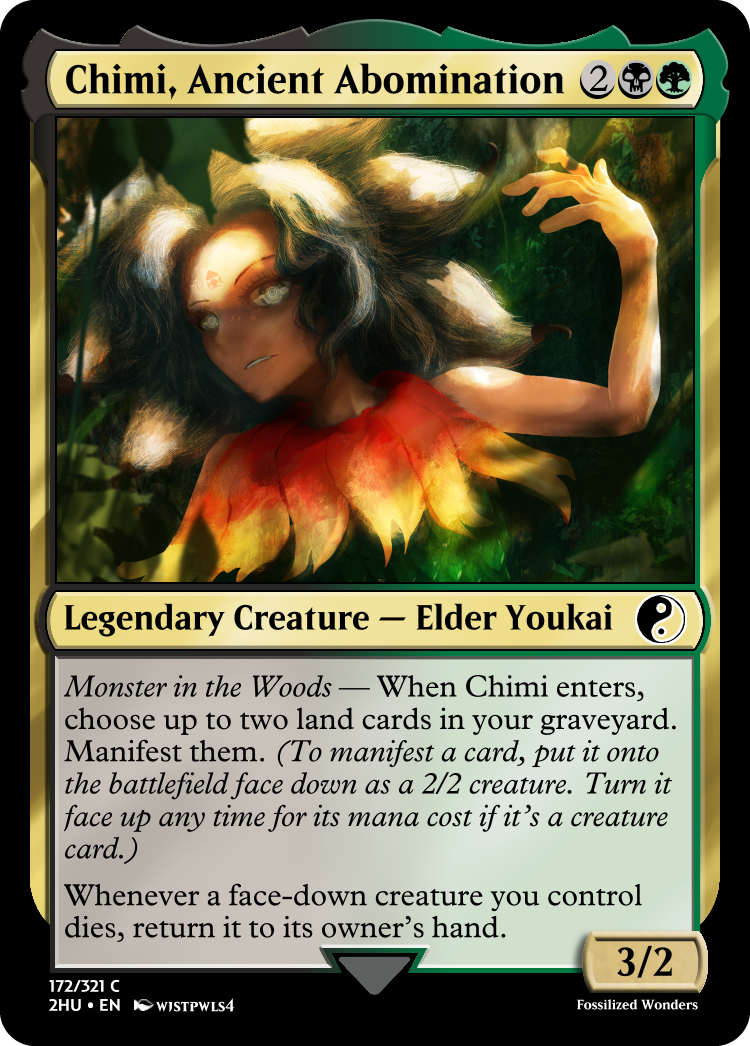 Chimi, Ancient Abomination 2
Legendary Creature — Elder Youkai
Monster in the Woods — When Chimi enters,
choose up to two land cards in your graveyard.
Manifest them. (To manifest a card, put it onto
the battlefield face down as a 2/2 creature. Turn it
face up any time for its mana cost if it's a creature
card.)
Whenever a face-down creature you control
dies, return it to its owner's hand.
3/2
172/321 C
2HU • EN WJSTPWLS4
Fossilized Wonders